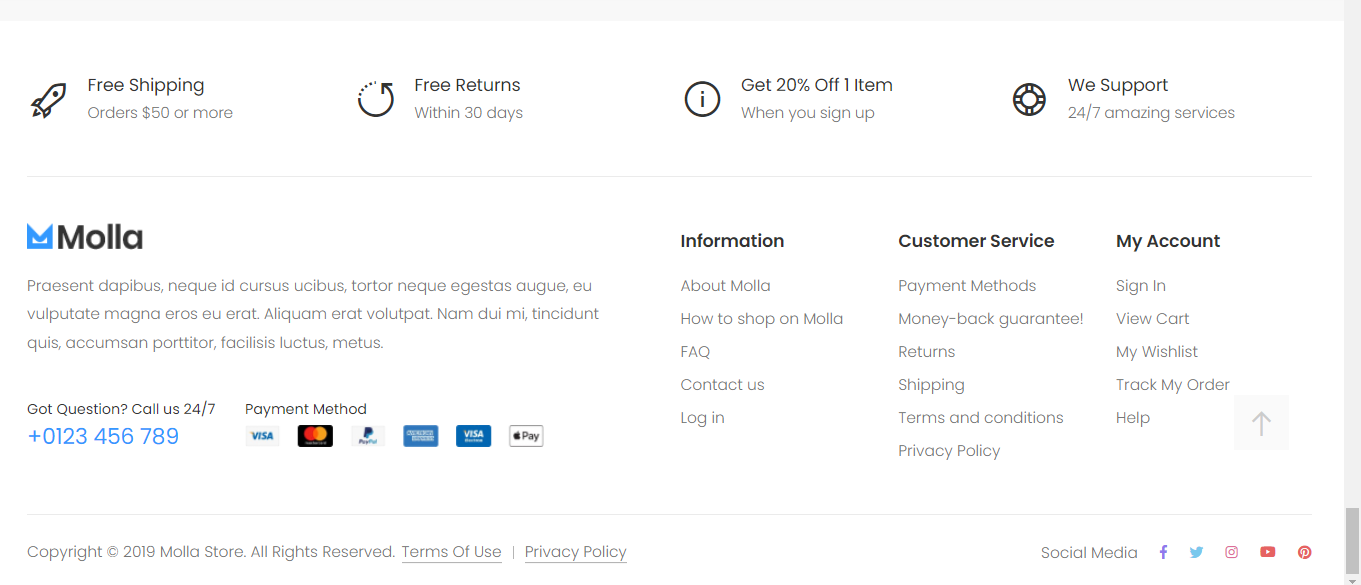 Free Shipping
Orders $50 or more
Free Returns
Within 30 days
Get 20% Off 1 Item
When you sign up
We Support
24/7 amazing services
Molla
Praesent dapibus, neque id cursus ucibus, tortor neque egestas augue, eu
vulputate magna eros eu erat. Aliquam erat volutpat. Nam dui mi, tincidunt
quis, accumsan porttitor, facilisis luctus, metus.
Got Question? Call us 24/7
+0123 456 789
Payment Method
VISA
PayPal
VISA
Pay
Information
About Molla
How to shop on Molla
FAQ
Contact us
Log in
Customer Service
Payment Methods
Money-back guarantee!
Returns
Shipping
Terms and conditions
Privacy Policy
My Account
Sign In
View Cart
My Wishlist
Track My Order
Help
Copyright © 2019 Molla Store. All Rights Reserved. Terms Of Use | Privacy Policy
Social Media